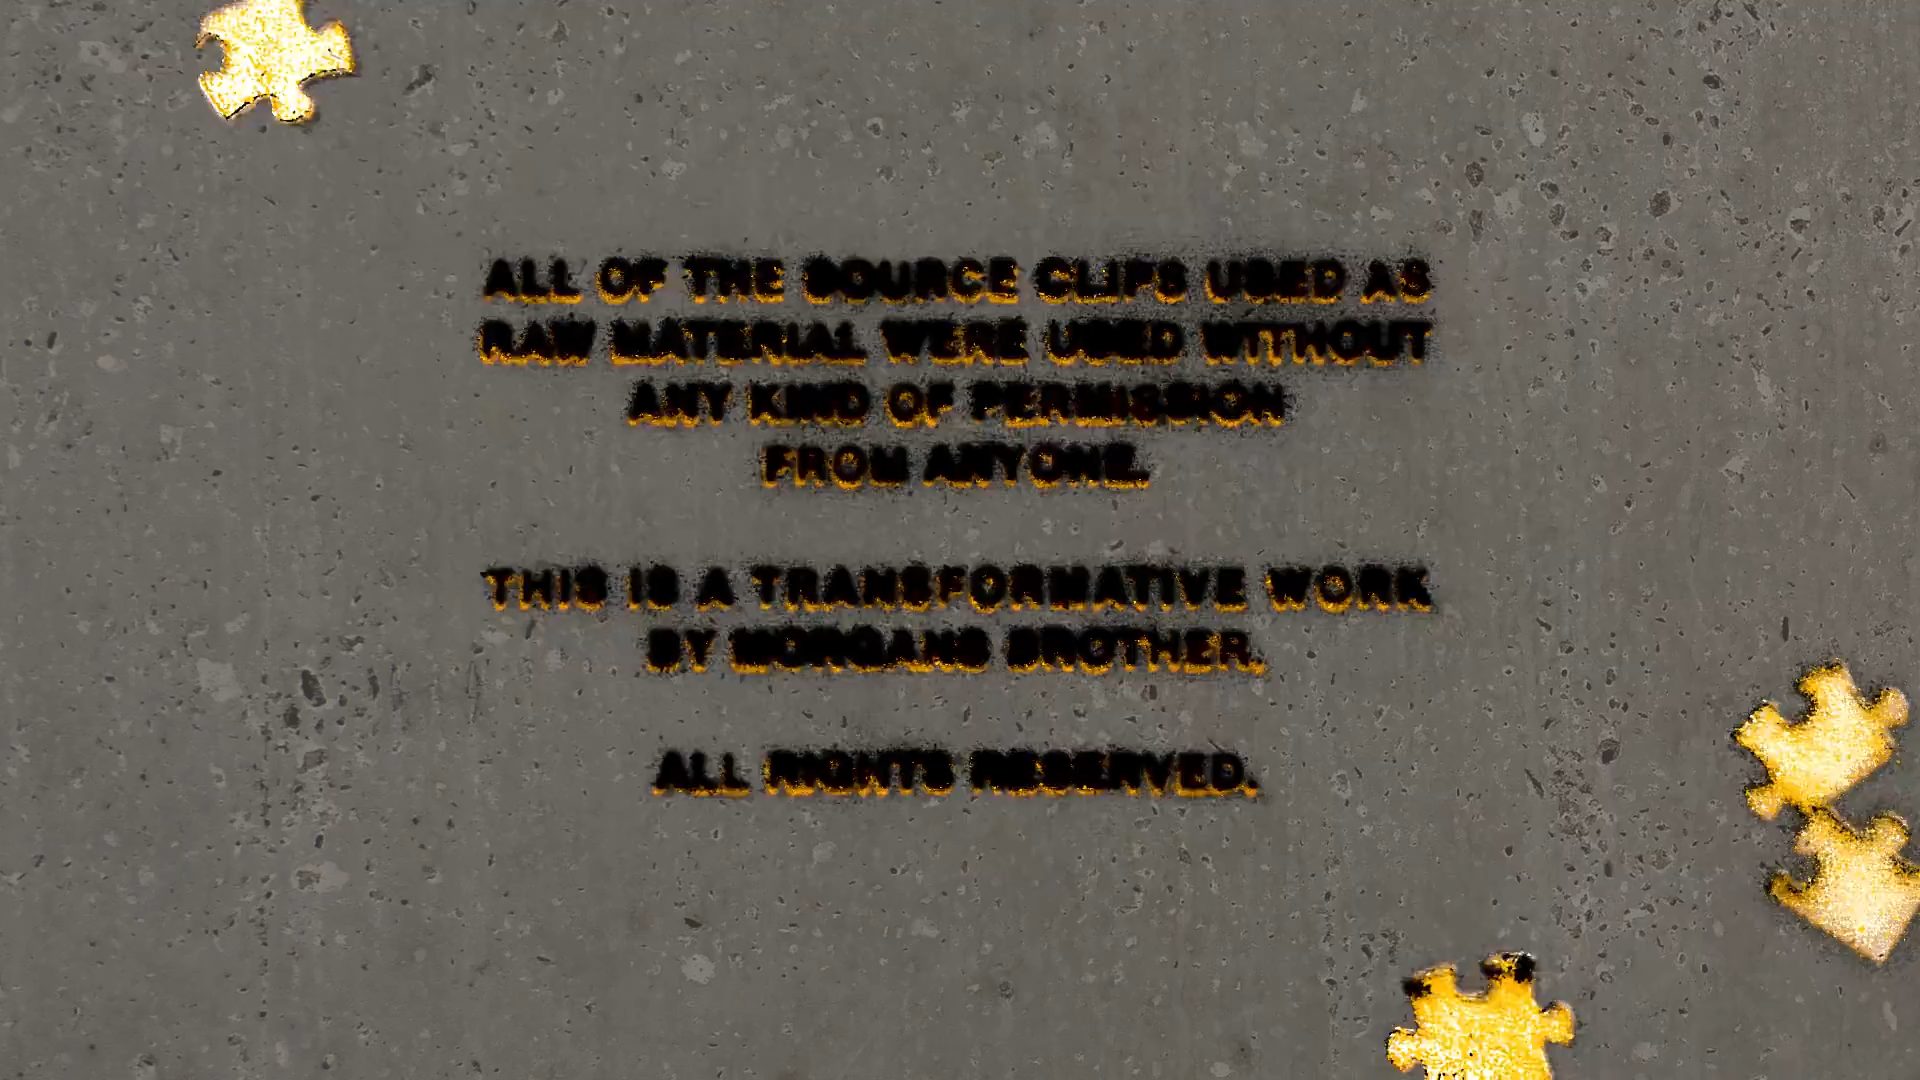 ALL OF THE SOURCE CLIPS USED AS
RAW MATERIAL WERE USED WITHOUT
ANY KIND OF PERMISSION
FROM ANYONE.
THIS IS A TRANSFORMATIVE WORK
BY MORGANS BROTHER.
ALL RIGHTS RESERVED.